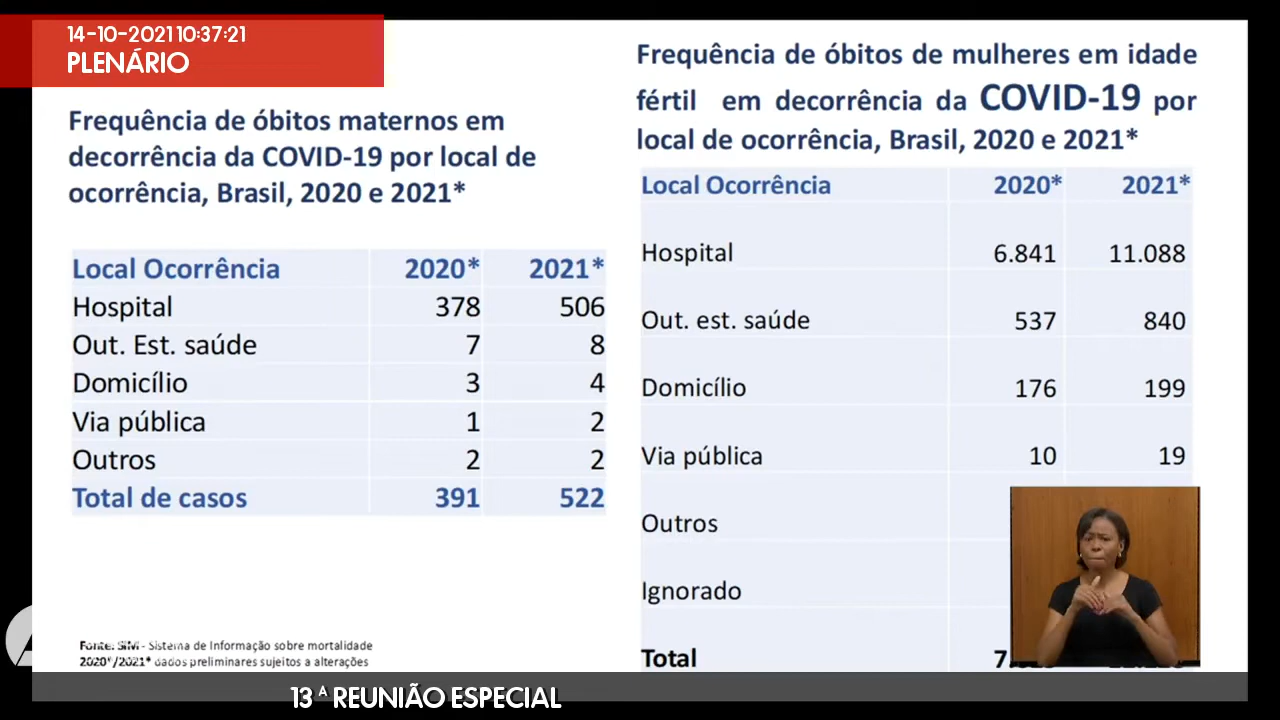 14-10-2021 10:37:21
PLENÁRIO
Frequência de óbitos maternos em
decorrência da COVID-19 por local de
ocorrência, Brasil, 2020 e 2021*
Local Ocorrência 2020* 2021*
Hospital 378 506
Out. Est. saúde 7 8
Domicílio 3 4
Via pública 1 2
Outros 2 2
Total de casos 391 522
Fonte: SIM - Sistema de Informação sobre mortalidade
2020*/2021* dados preliminares sujeitos a alterações
Frequência de óbitos de mulheres em idade
fértil em decorrência da COVID-19 por
local de ocorrência, Brasil, 2020 e 2021*
Local Ocorrência 2020* 2021*
Hospital 6.841 11.088
Out. est. saúde 537 840
Domicílio 176 199
Via pública 10 19
Outros
Ignorado
Total
13ª REUNIÃO ESPECIAL